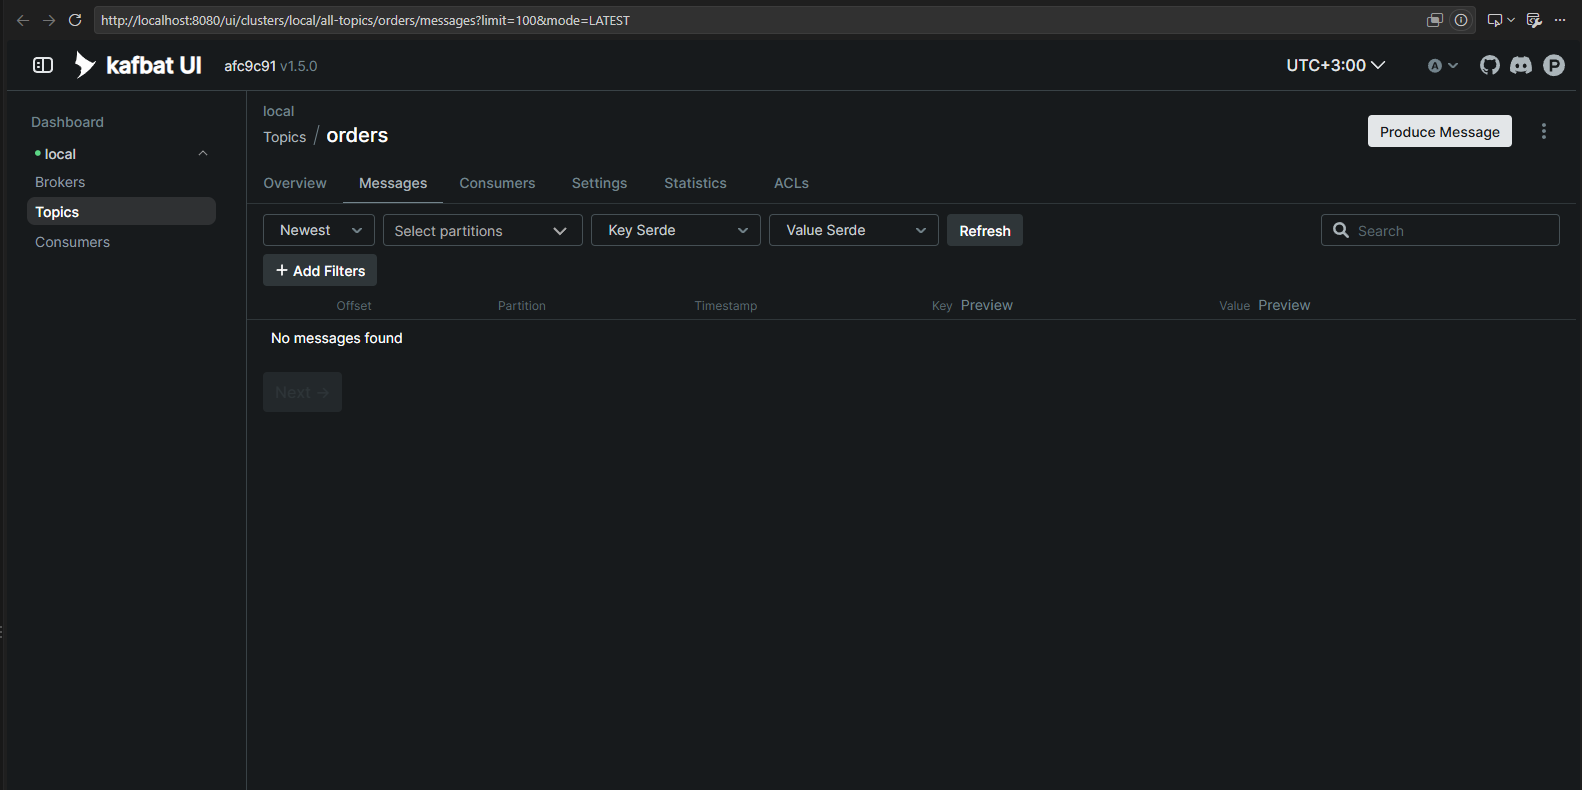 http://localhost:8080/ui/clusters/local/all-topics/orders/messages?limit=100&mode=LATEST
kafbat UI afc9c91 v1.5.0
UTC+3:00
A
P
Dashboard
local
Brokers
Topics
Consumers
local
Topics / orders
Produce Message
Overview Messages Consumers Settings Statistics ACLs
Newest Select partitions Key Serde Value Serde Refresh Search
+ Add Filters
Offset Partition Timestamp Key Preview Value Preview
No messages found
Next →